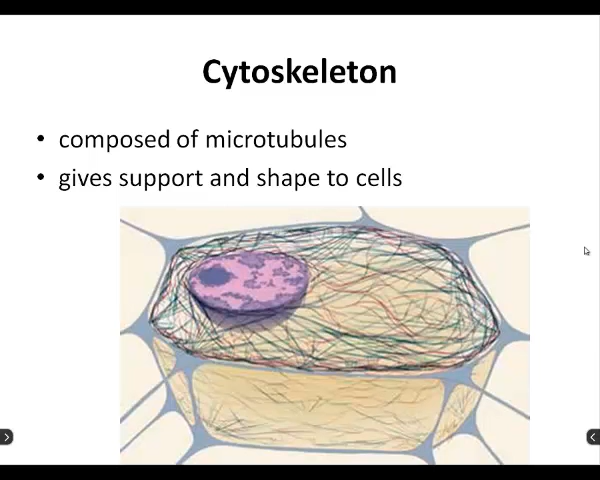 Cytoskeleton
• composed of microtubules
• gives support and shape to cells